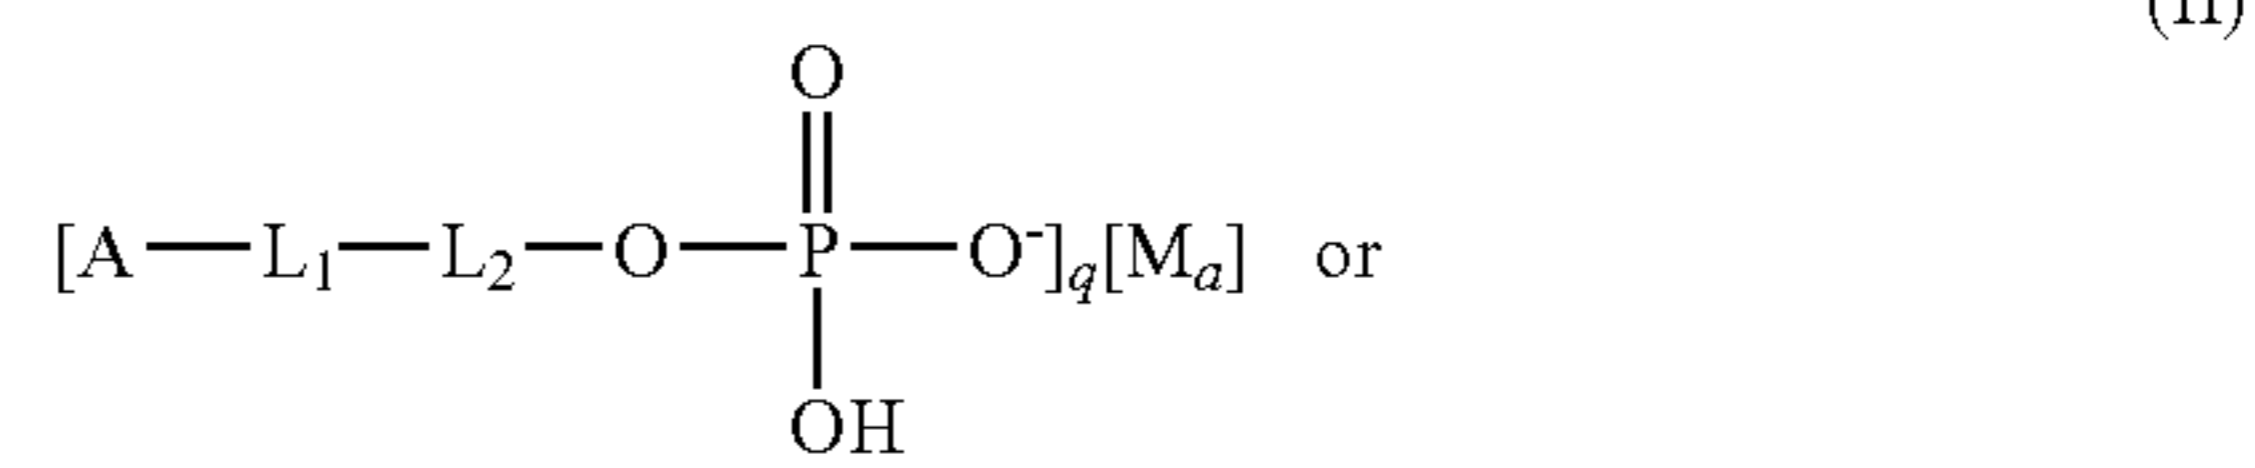 (II)
O
[A—L₁—L₂—O—P—O⁻]q[Mₐ] or
OH